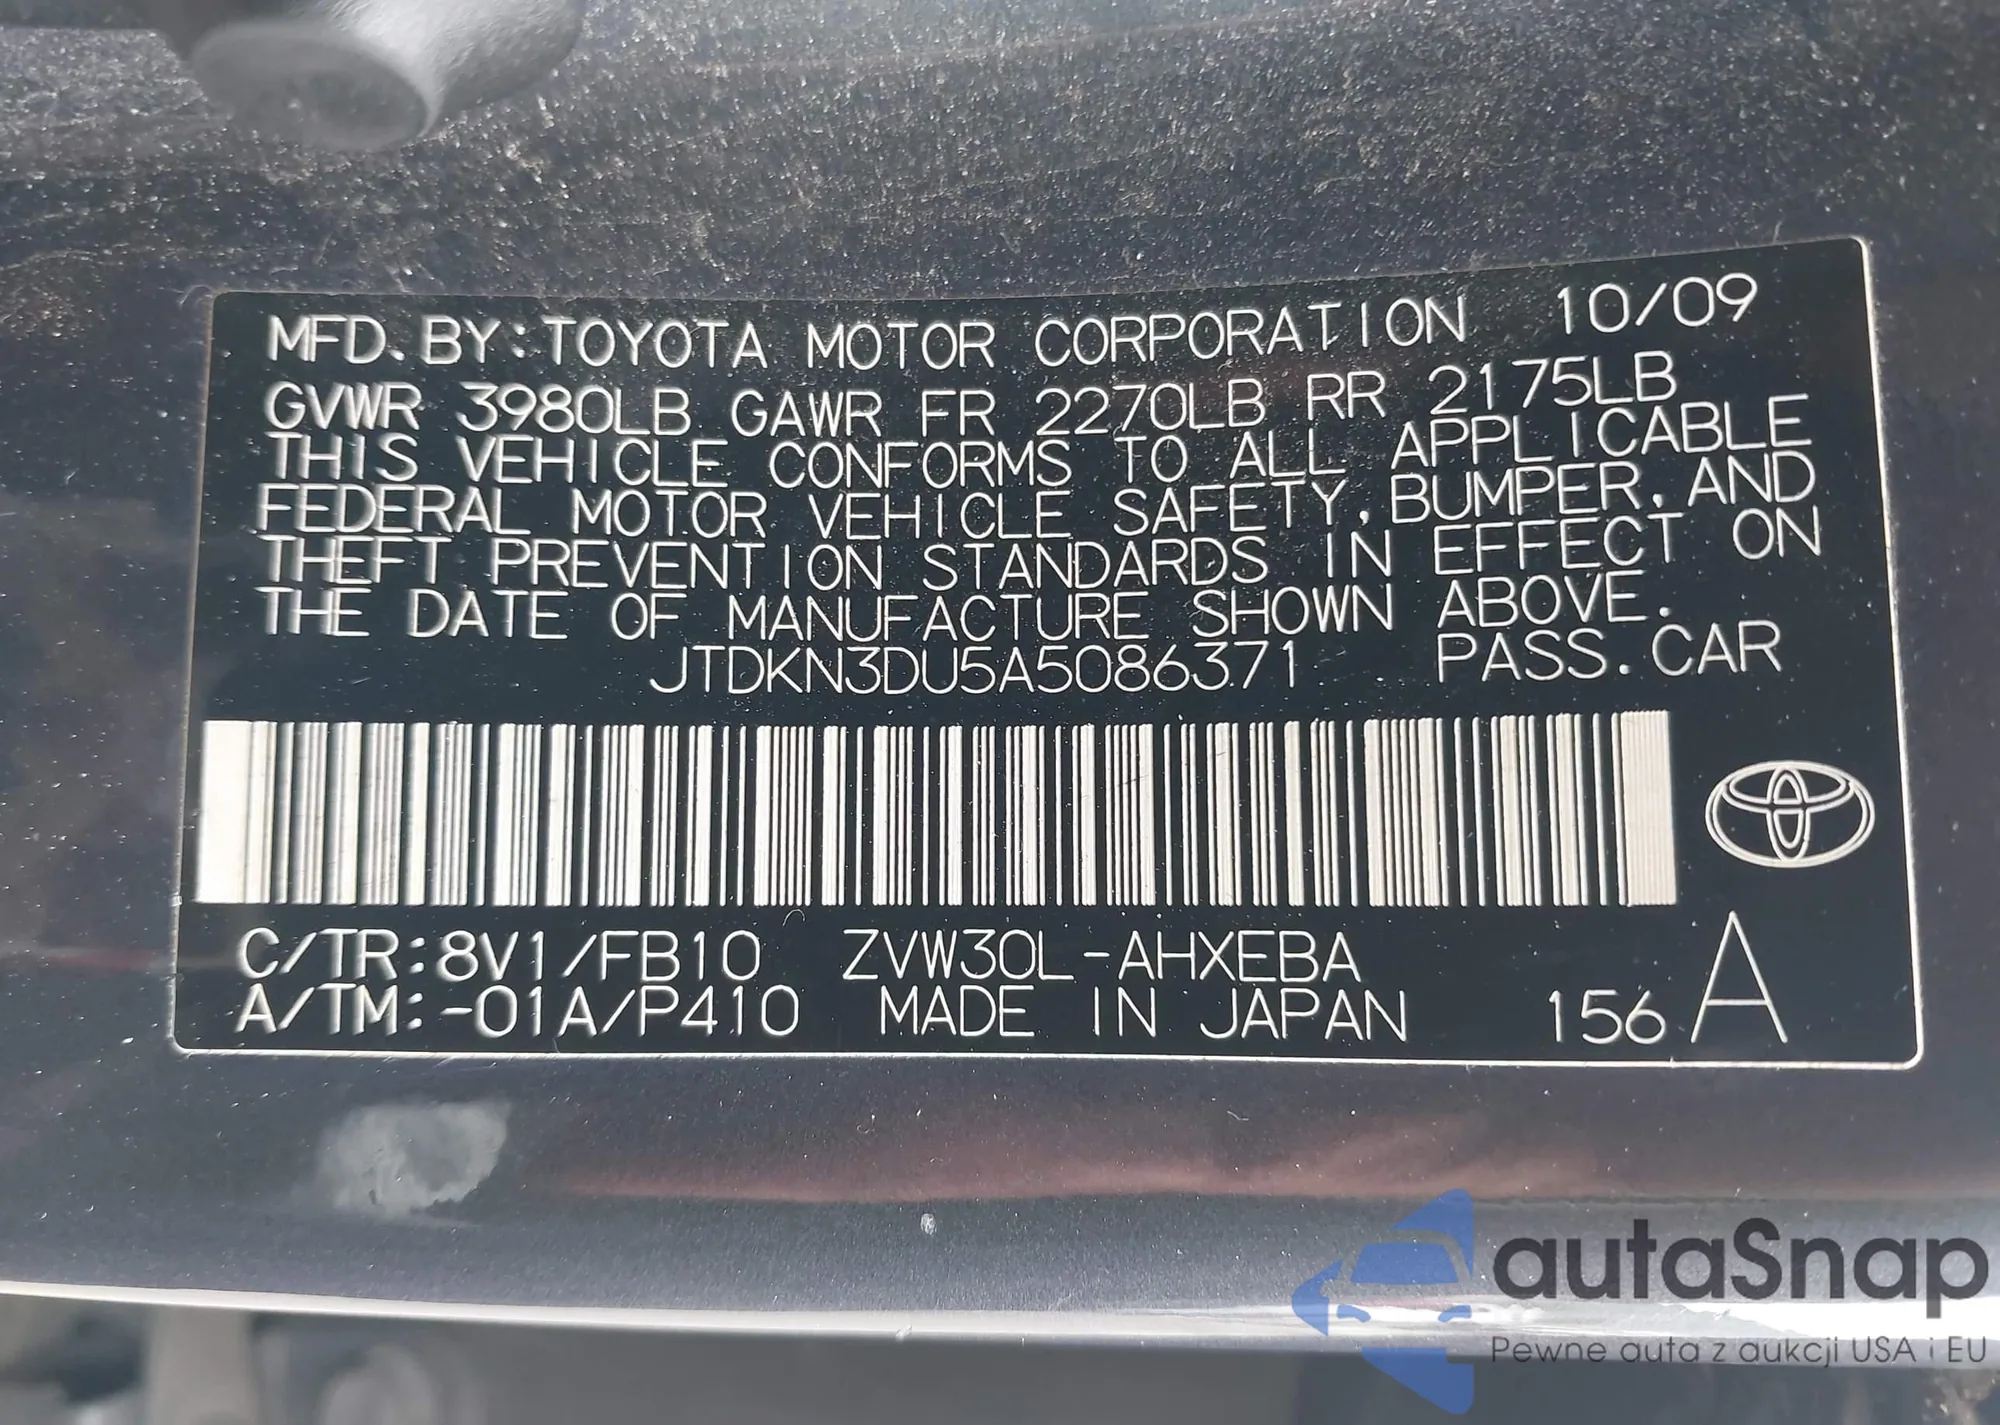 MFD. BY: TOYOTA MOTOR CORPORATION 10/09
GVWR 3980LB GAWR FR 2270LB RR 2175LB
THIS VEHICLE CONFORMS TO ALL APPLICABLE
FEDERAL MOTOR VEHICLE SAFETY, BUMPER, AND
THEFT PREVENTION STANDARDS IN EFFECT ON
THE DATE OF MANUFACTURE SHOWN ABOVE.
JTDKN3DU5A5086371 PASS. CAR
C/TR: 8V1/FB10 ZVW30L-AHXEBA
A/TM: -01A/P410 MADE IN JAPAN 156 A
autaSnap
Pewne auta z aukcji USA i EU